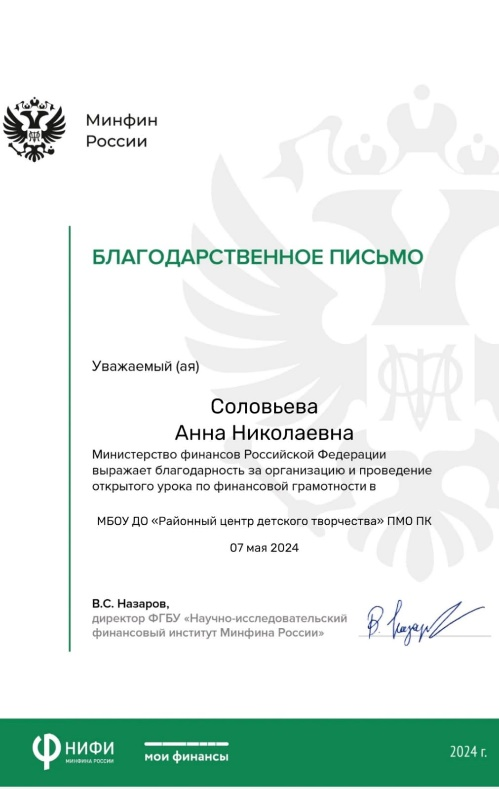 Минфин
России
БЛАГОДАРСТВЕННОЕ ПИСЬМО
Уважаемый (ая)
Соловьева
Анна Николаевна
Министерство финансов Российской Федерации
выражает благодарность за организацию и проведение
открытого урока по финансовой грамотности в
МБОУ ДО «Районный центр детского творчества» ПМО ПК
07 мая 2024
В.С. Назаров,
директор ФГБУ «Научно-исследовательский
финансовый институт Минфина России»
В. Назаров
НИФИ
МИНФИНА РОССИИ
мои финансы
2024 г.